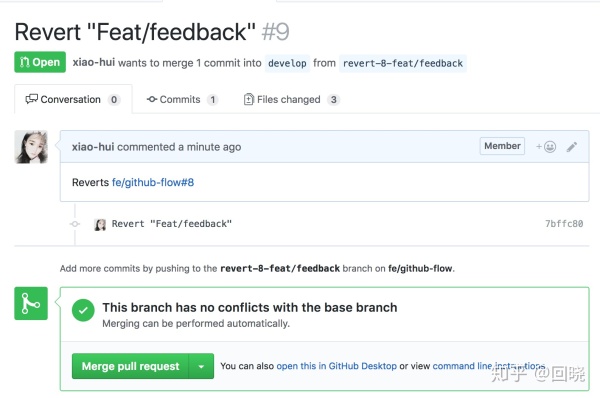 Revert "Feat/feedback" #9
Open xiao-hui wants to merge 1 commit into develop from revert-8-feat/feedback
Conversation 0 Commits 1 Files changed 3
xiao-hui commented a minute ago Member
Reverts fe/github-flow#8
Revert "Feat/feedback" 7bffc80
Add more commits by pushing to the revert-8-feat/feedback branch on fe/github-flow.
This branch has no conflicts with the base branch
Merging can be performed automatically.
Merge pull request You can also open this in GitHub Desktop or view command line instructions.
知乎 @回晓